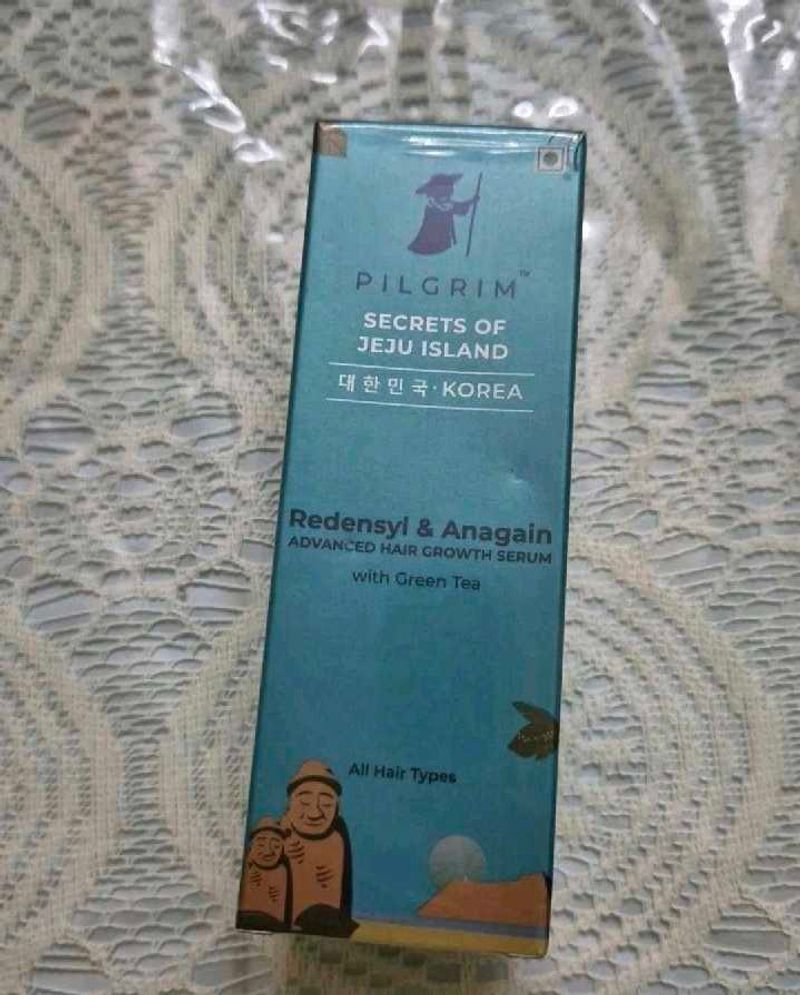 PILGRIM™
SECRETS OF
JEJU ISLAND
대한민국·KOREA
Redensyl & Anagain
ADVANCED HAIR GROWTH SERUM
with Green Tea
All Hair Types